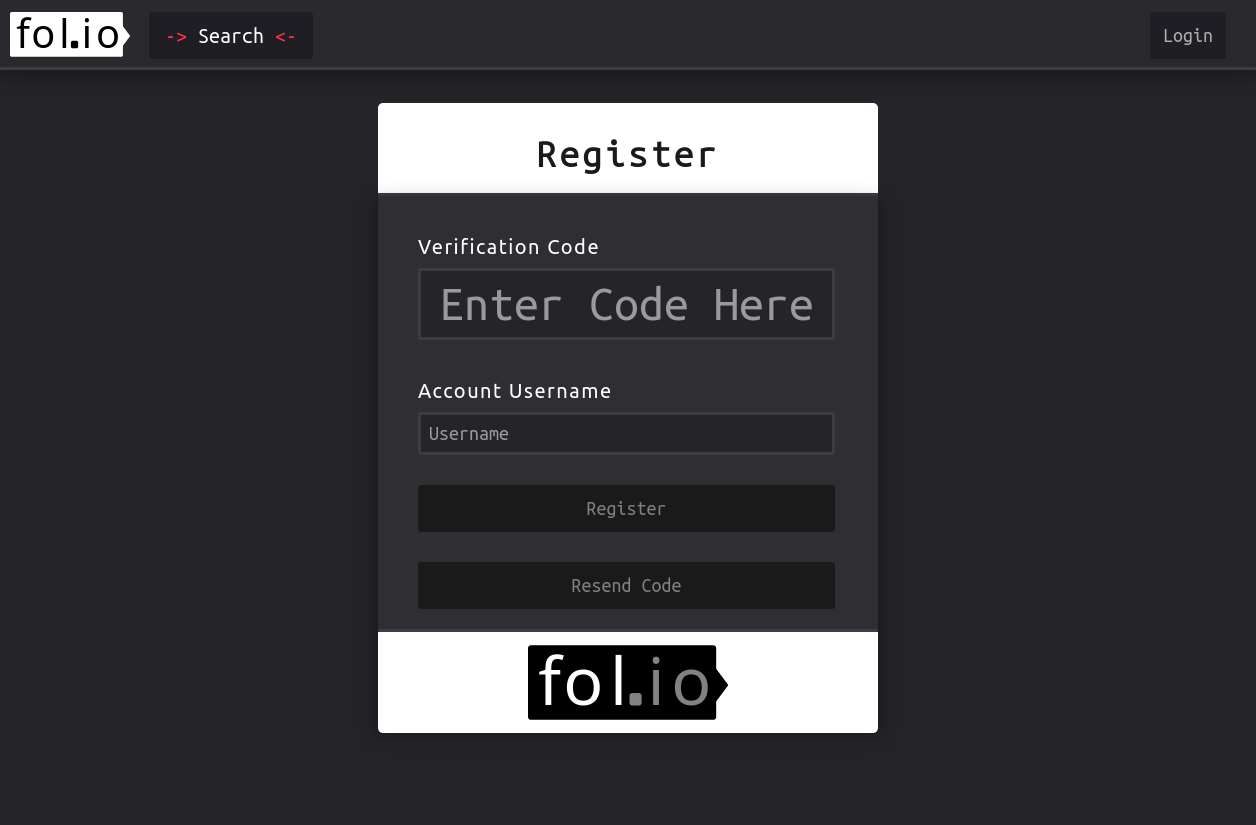 fol.io
-> Search <-
Login
Register
Verification Code
Enter Code Here
Account Username
Username
Register
Resend Code
fol.io